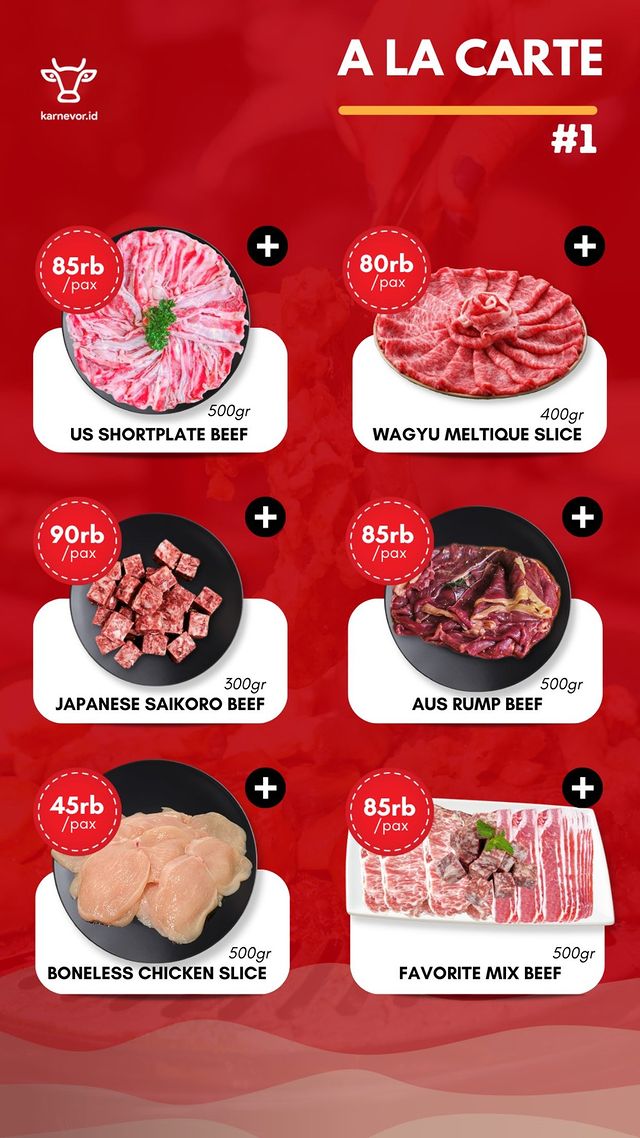 karnevor.id
A LA CARTE
#1
85rb
/pax
+
500gr
US SHORTPLATE BEEF
80rb
/pax
+
400gr
WAGYU MELTIQUE SLICE
90rb
/pax
+
300gr
JAPANESE SAIKORO BEEF
85rb
/pax
+
500gr
AUS RUMP BEEF
45rb
/pax
+
500gr
BONELESS CHICKEN SLICE
85rb
/pax
+
500gr
FAVORITE MIX BEEF